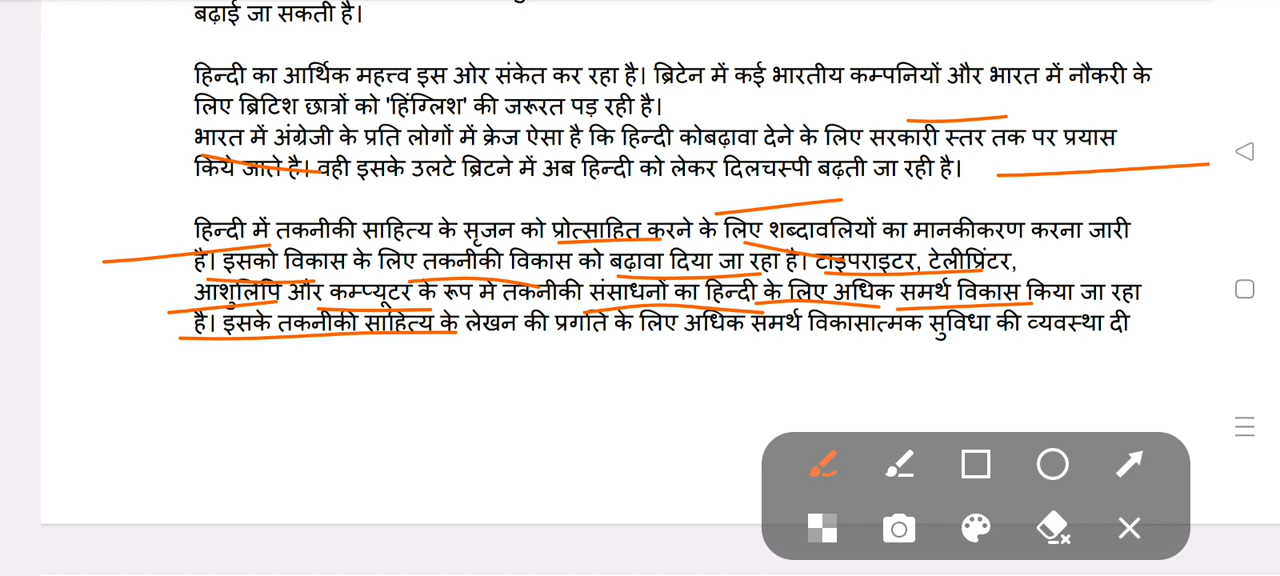 बढ़ाई जा सकती है।
हिन्दी का आर्थिक महत्त्व इस ओर संकेत कर रहा है। ब्रिटेन में कई भारतीय कम्पनियों और भारत में नौकरी के
लिए ब्रिटिश छात्रों को 'हिंग्लिश' की जरूरत पड़ रही है।
भारत में अंग्रेजी के प्रति लोगों में क्रेज ऐसा है कि हिन्दी कोबढ़ावा देने के लिए सरकारी स्तर तक पर प्रयास
किये जाते है। वही इसके उलटे ब्रिटने में अब हिन्दी को लेकर दिलचस्पी बढ़ती जा रही है।
हिन्दी में तकनीकी साहित्य के सृजन को प्रोत्साहित करने के लिए शब्दावलियों का मानकीकरण करना जारी
है। इसको विकास के लिए तकनीकी विकास को बढ़ावा दिया जा रहा है। टाइपराइटर, टेलीप्रिंटर,
आशुलिपि और कम्प्यूटर के रूप मे तकनीकी संसाधनों का हिन्दी के लिए अधिक समर्थ विकास किया जा रहा
है। इसके तकनीकी साहित्य के लेखन की प्रगति के लिए अधिक समर्थ विकासात्मक सुविधा की व्यवस्था दी